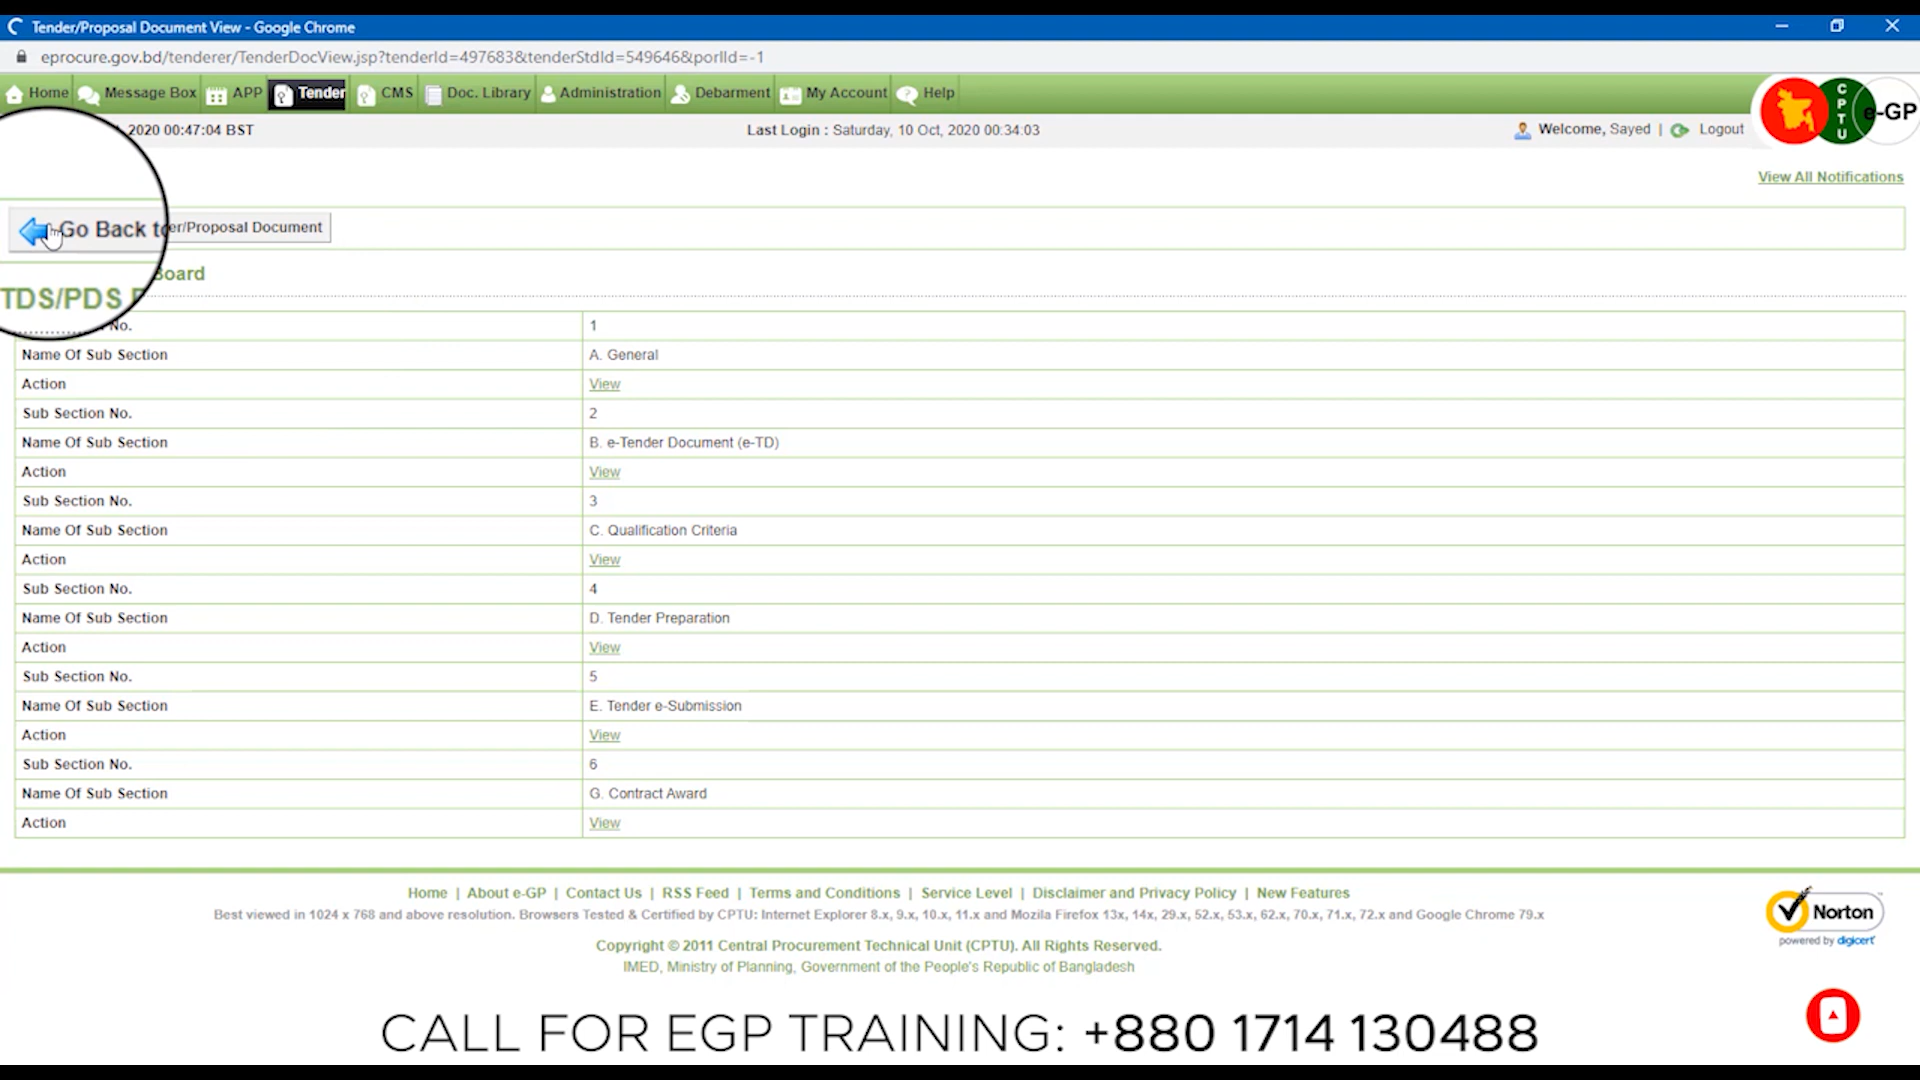 Tender/Proposal Document View - Google Chrome
eprocure.gov.bd/tenderer/TenderDocView.jsp?tenderId=497683&tenderStdId=549646&porlId=-1
Home Message Box APP Tender CMS Doc. Library Administration Debarment My Account Help
CPTU e-GP
2020 00:47:04 BST Last Login : Saturday, 10 Oct, 2020 00:34:03 Welcome, Sayed | Logout
View All Notifications
Go Back to er/Proposal Document
Board
TDS/PDS
No. 1
Name Of Sub Section A. General
Action View
Sub Section No. 2
Name Of Sub Section B. e-Tender Document (e-TD)
Action View
Sub Section No. 3
Name Of Sub Section C. Qualification Criteria
Action View
Sub Section No. 4
Name Of Sub Section D. Tender Preparation
Action View
Sub Section No. 5
Name Of Sub Section E. Tender e-Submission
Action View
Sub Section No. 6
Name Of Sub Section G. Contract Award
Action View
Home | About e-GP | Contact Us | RSS Feed | Terms and Conditions | Service Level | Disclaimer and Privacy Policy | New Features
Best viewed in 1024 x 768 and above resolution. Browsers Tested & Certified by CPTU: Internet Explorer 8.x, 9.x, 10.x, 11.x and Mozilla Firefox 13x, 14x, 29.x, 52.x, 53.x, 62.x, 70.x, 71.x, 72.x and Google Chrome 79.x
Norton
powered by digicert
Copyright © 2011 Central Procurement Technical Unit (CPTU). All Rights Reserved.
IMED, Ministry of Planning, Government of the People's Republic of Bangladesh
CALL FOR EGP TRAINING: +880 1714 130488